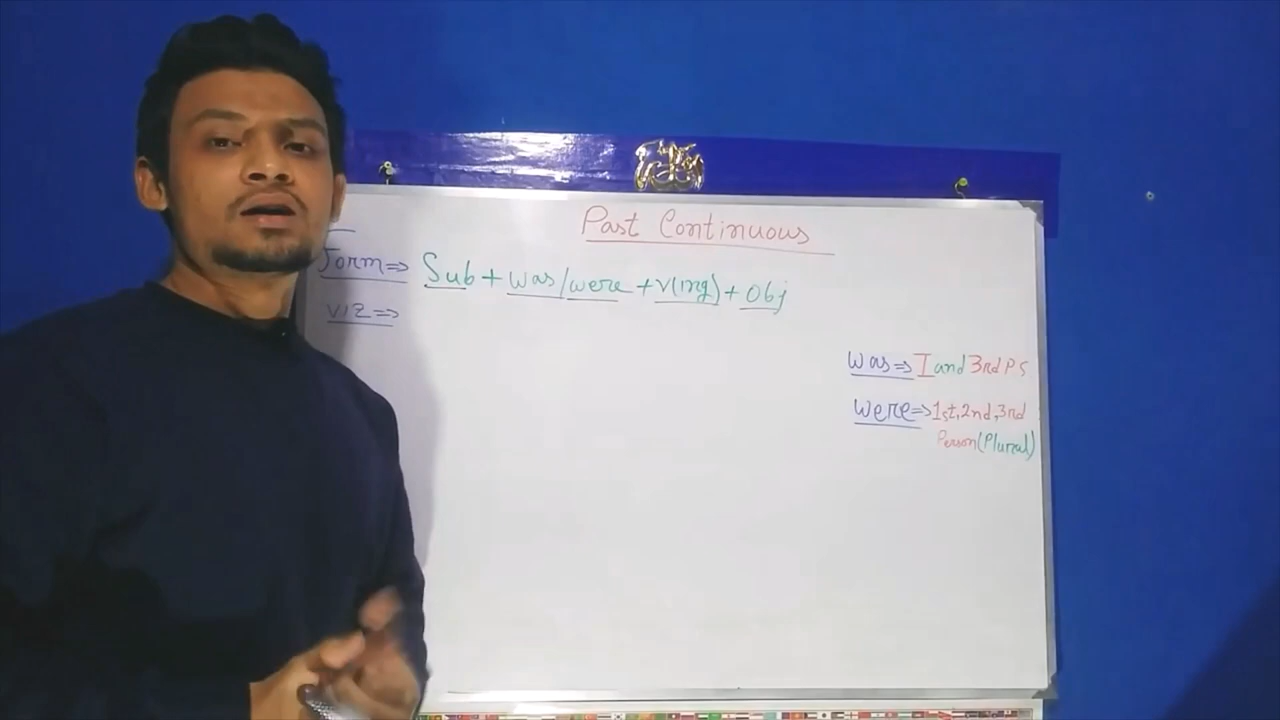 Past Continuous
Form=> Sub + was/were + v(ing) + obj
viz=>
was=> I and 3rd P S
were=> 1st, 2nd, 3rd
Person (Plural)